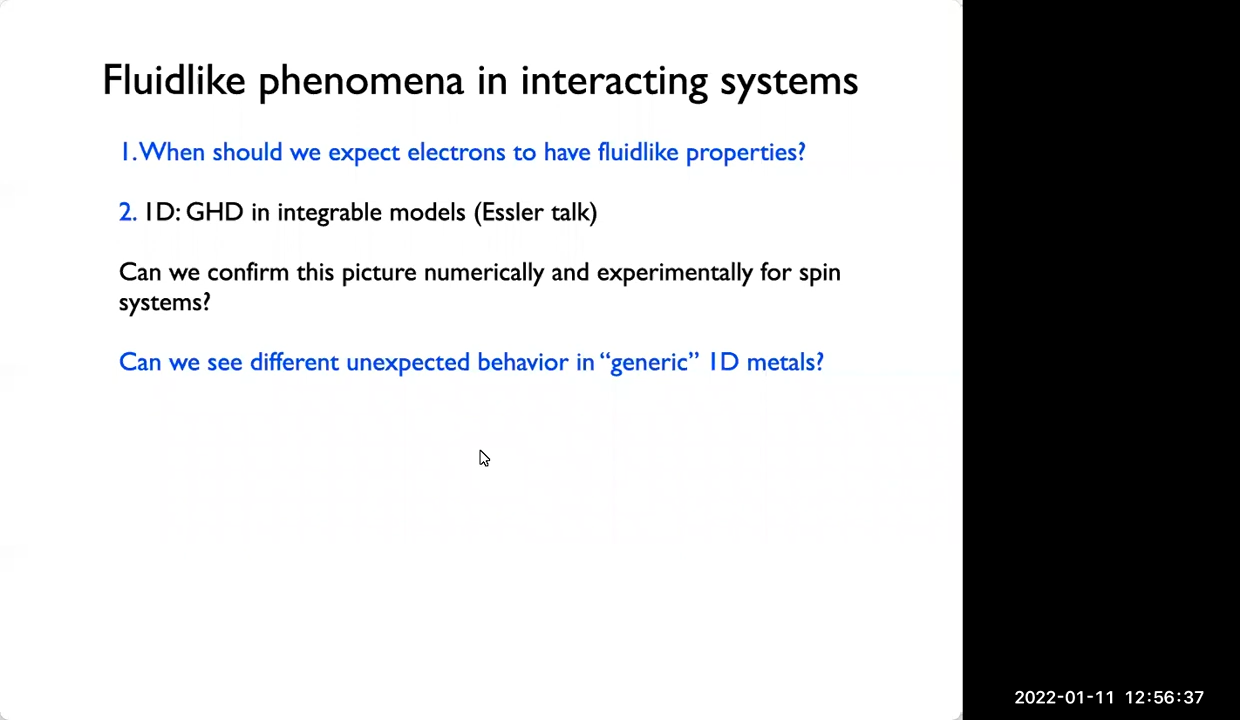 Fluidlike phenomena in interacting systems
1. When should we expect electrons to have fluidlike properties?
2. 1D: GHD in integrable models (Essler talk)
Can we confirm this picture numerically and experimentally for spin
systems?
Can we see different unexpected behavior in “generic” 1D metals?
2022-01-11 12:56:37